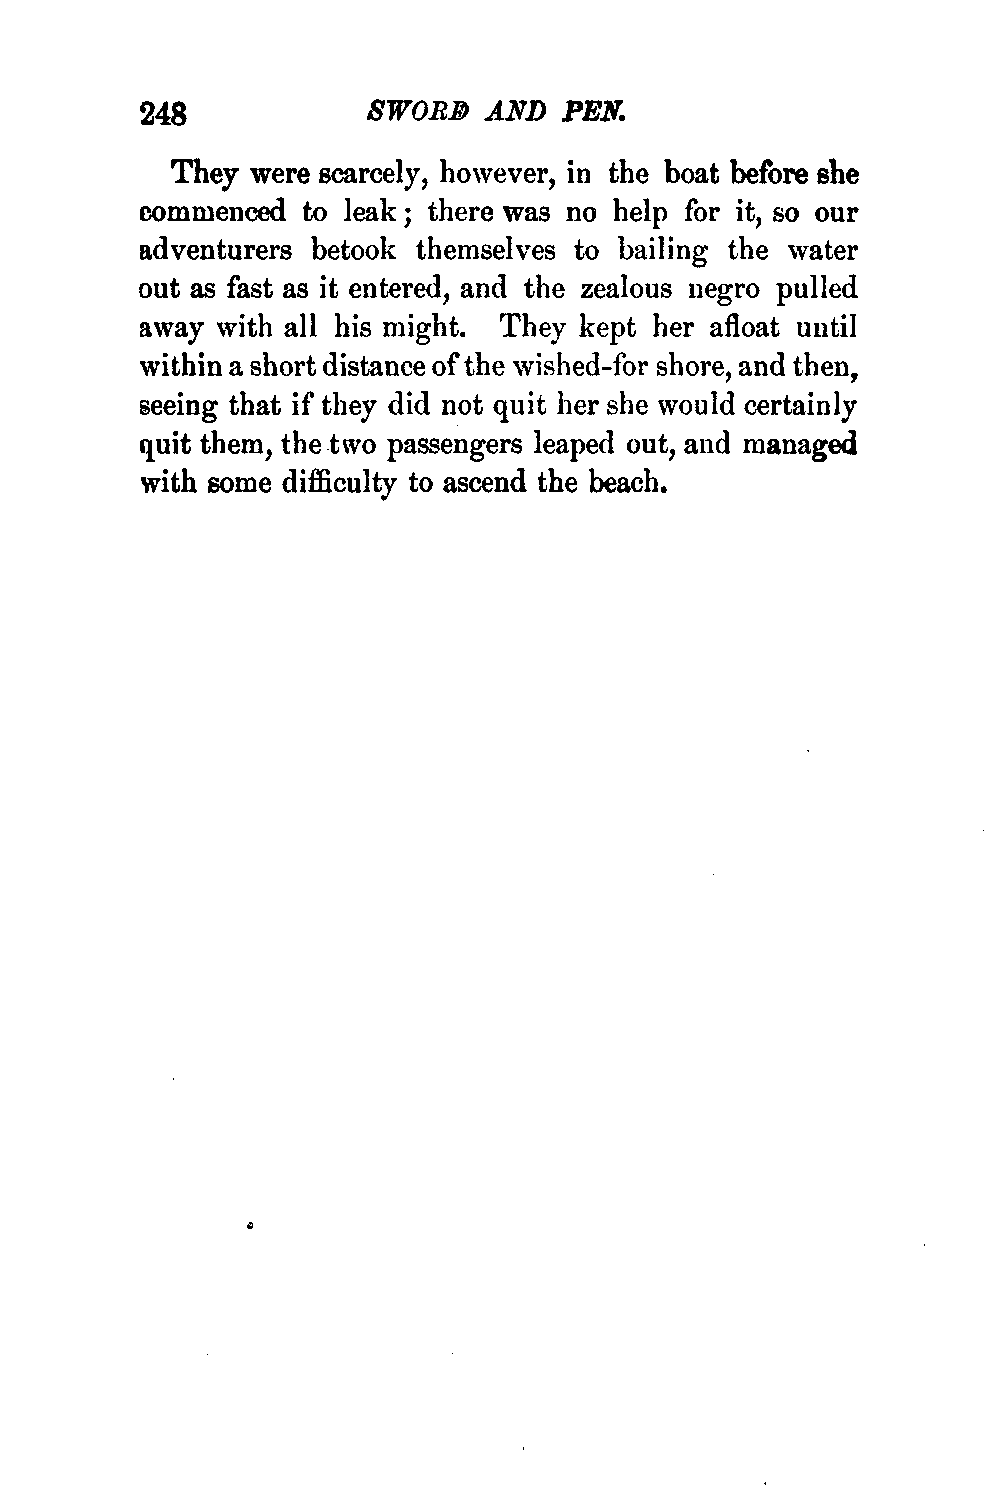 248 SWORD AND PEN.
They were scarcely, however, in the boat before she
commenced to leak; there was no help for it, so our
adventurers betook themselves to bailing the water
out as fast as it entered, and the zealous negro pulled
away with all his might. They kept her afloat until
within a short distance of the wished-for shore, and then,
seeing that if they did not quit her she would certainly
quit them, the two passengers leaped out, and managed
with some difficulty to ascend the beach.